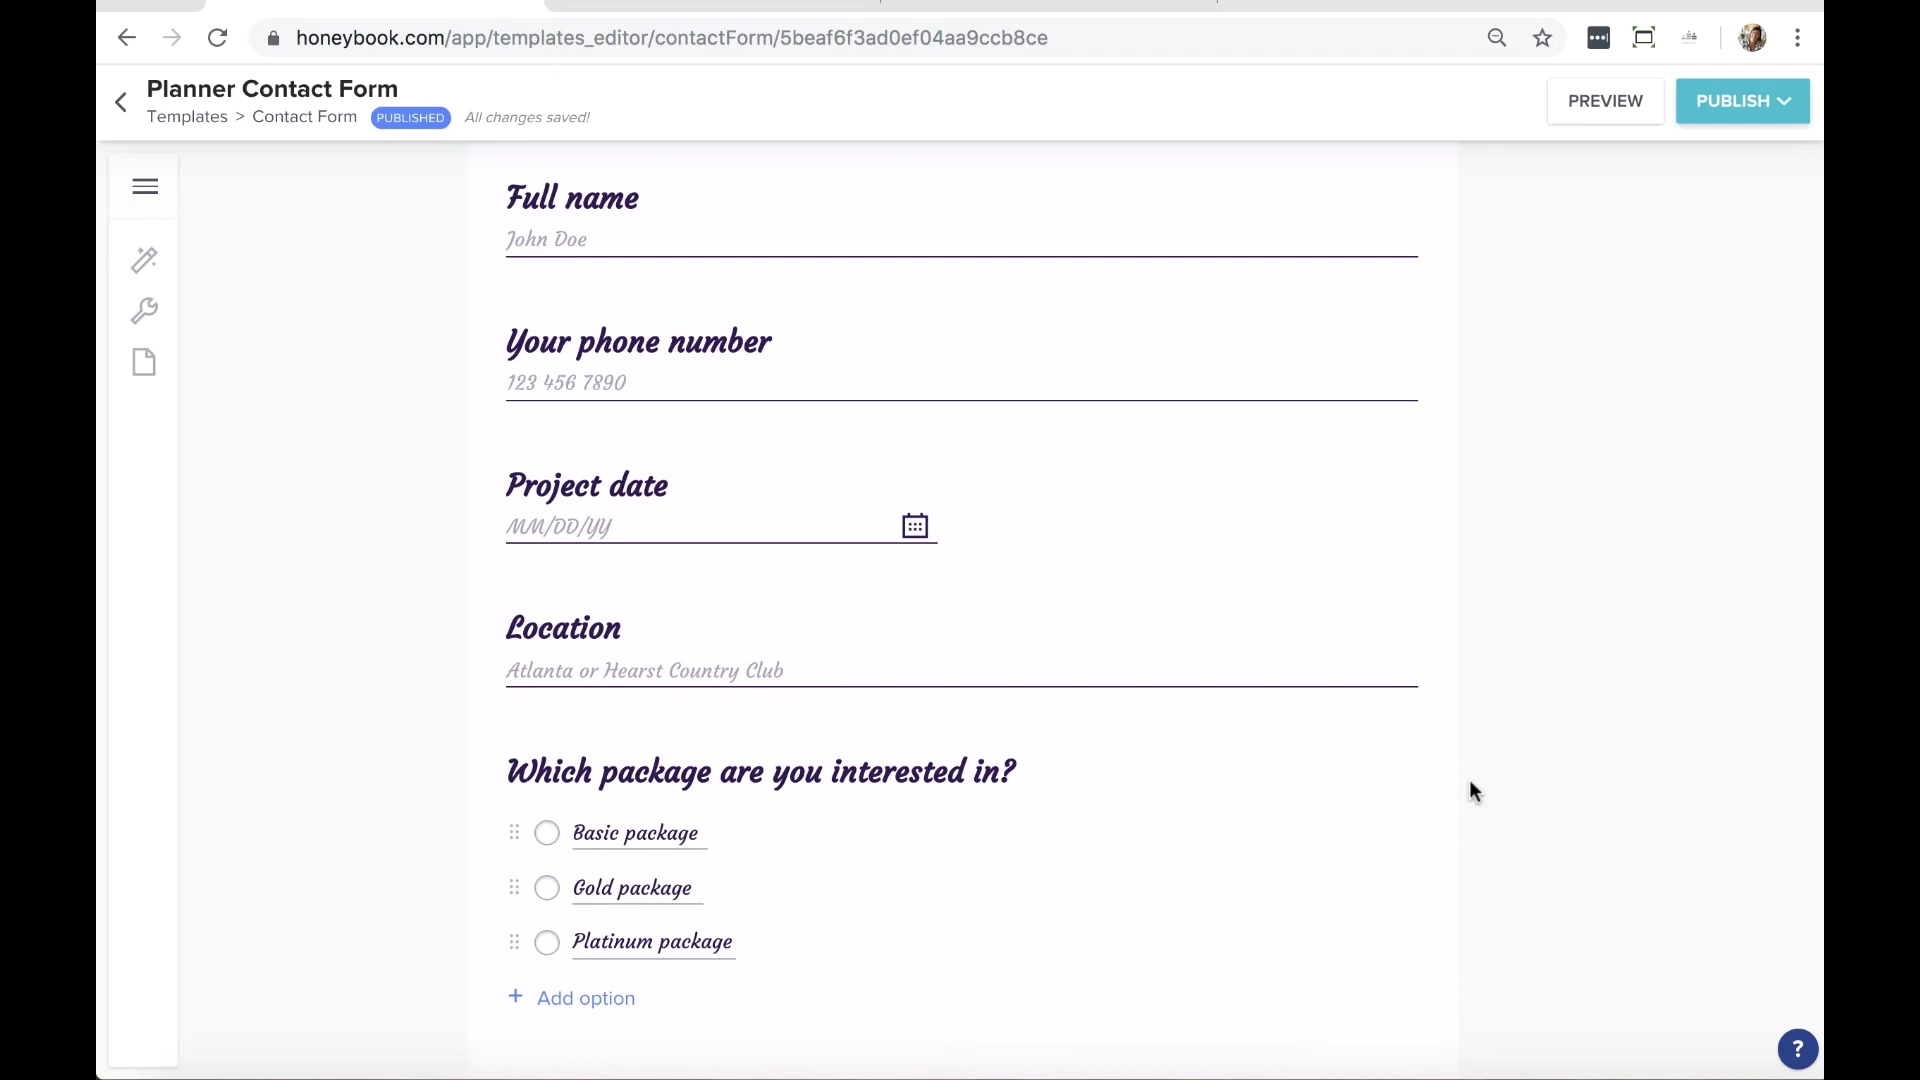 honeybook.com/app/templates_editor/contactForm/5beaf6f3ad0ef04aa9ccb8ce
Planner Contact Form
Templates > Contact Form PUBLISHED All changes saved!
PREVIEW
PUBLISH
Full name
John Doe
Your phone number
123 456 7890
Project date
MM/DD/YY
Location
Atlanta or Hearst Country Club
Which package are you interested in?
Basic package
Gold package
Platinum package
+ Add option
?